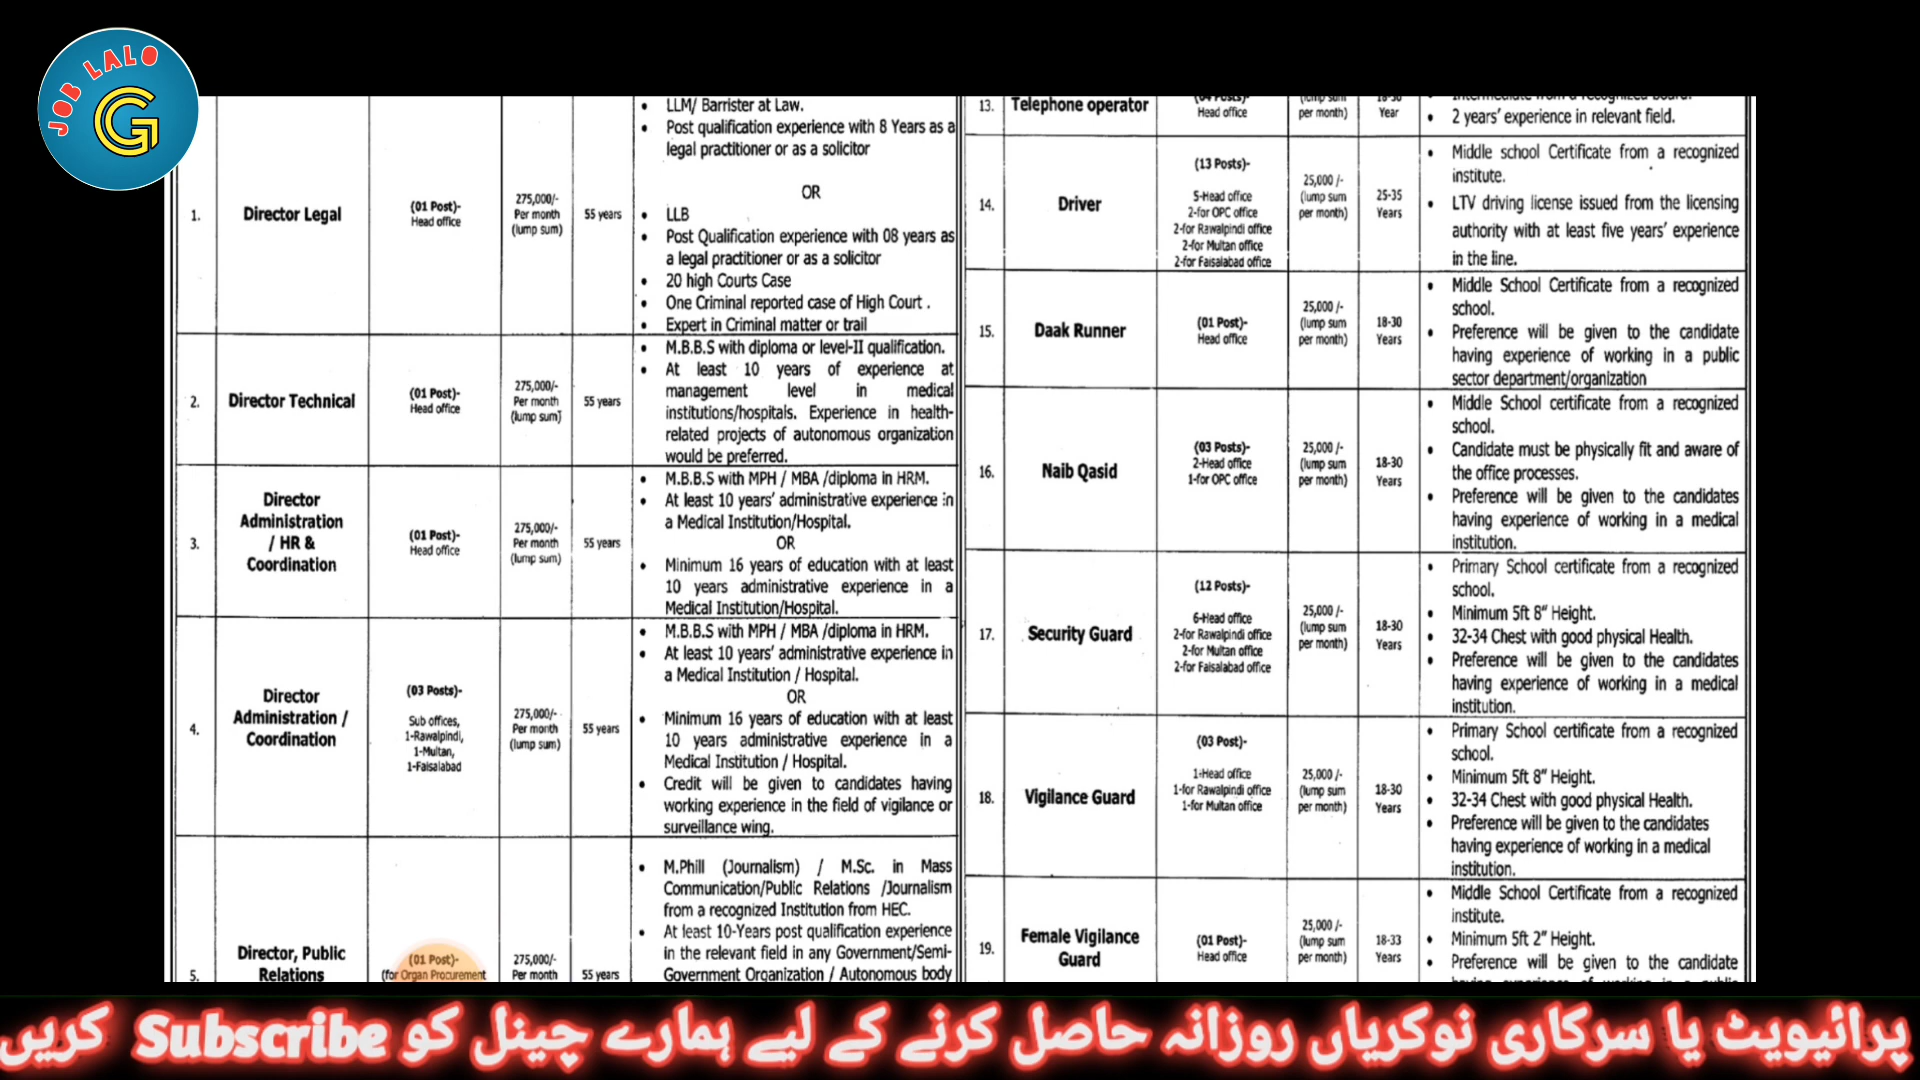 JOB LALO
G
LLM/ Barrister at Law.
Post qualification experience with 8 Years as a
legal practitioner or as a solicitor
OR
1.
Director Legal
(01 Post)-
Head office
275,000/-
Per month
(lump sum)
55 years
LLB
Post Qualification experience with 08 years as
a legal practitioner or as a solicitor
20 high Courts Case
One Criminal reported case of High Court .
Expert in Criminal matter or trail
2.
Director Technical
(01 Post)-
Head office
275,000/-
Per month
(lump sum)
55 years
M.B.B.S with diploma or level-II qualification.
At least 10 years of experience at
management level in medical
institutions/hospitals. Experience in health-
related projects of autonomous organization
would be preferred.
3.
Director
Administration
/ HR &
Coordination
(01 Post)-
Head office
275,000/-
Per month
(lump sum)
55 years
M.B.B.S with MPH / MBA /diploma in HRM.
At least 10 years' administrative experience in
a Medical Institution/Hospital.
OR
Minimum 16 years of education with at least
10 years administrative experience in a
Medical Institution/Hospital.
4.
Director
Administration /
Coordination
(03 Posts)-
Sub offices,
1-Rawalpindi,
1-Multan,
1-Faisalabad
275,000/-
Per month
(lump sum)
55 years
M.B.B.S with MPH / MBA /diploma in HRM.
At least 10 years' administrative experience in
a Medical Institution / Hospital.
OR
Minimum 16 years of education with at least
10 years administrative experience in a
Medical Institution / Hospital.
Credit will be given to candidates having
working experience in the field of vigilance or
surveillance wing.
5.
Director, Public
Relations
(01 Post)-
(for Organ Procurement
275,000/-
Per month
55 years
M.Phill (Journalism) / M.Sc. in Mass
Communication/Public Relations /Journalism
from a recognized Institution from HEC.
At least 10-Years post qualification experience
in the relevant field in any Government/Semi-
Government Organization / Autonomous body
13.
Telephone operator
(04 Posts)-
Head office
(lump sum
per month)
18-30
Year
Intermediate from a recognized board.
2 years' experience in relevant field.
14.
Driver
(13 Posts)-
5-Head office
2-for OPC office
2-for Rawalpindi office
2-for Multan office
2-for Faisalabad office
25,000 /-
(lump sum
per month)
25-35
Years
Middle school Certificate from a recognized
institute.
LTV driving license issued from the licensing
authority with at least five years' experience
in the line.
15.
Daak Runner
(01 Post)-
Head office
25,000 /-
(lump sum
per month)
18-30
Years
Middle School Certificate from a recognized
school.
Preference will be given to the candidate
having experience of working in a public
sector department/organization
16.
Naib Qasid
(03 Posts)-
2-Head office
1-for OPC office
25,000 /-
(lump sum
per month)
18-30
Years
Middle School certificate from a recognized
school.
Candidate must be physically fit and aware of
the office processes.
Preference will be given to the candidates
having experience of working in a medical
institution.
17.
Security Guard
(12 Posts)-
6-Head office
2-for Rawalpindi office
2-for Multan office
2-for Faisalabad office
25,000 /-
(lump sum
per month)
18-30
Years
Primary School certificate from a recognized
school.
Minimum 5ft 8" Height.
32-34 Chest with good physical Health.
Preference will be given to the candidates
having experience of working in a medical
institution.
18.
Vigilance Guard
(03 Post)-
1-Head office
1-for Rawalpindi office
1-for Multan office
25,000 /-
(lump sum
per month)
18-30
Years
Primary School certificate from a recognized
school.
Minimum 5ft 8" Height.
32-34 Chest with good physical Health.
Preference will be given to the candidates
having experience of working in a medical
institution.
19.
Female Vigilance
Guard
(01 Post)-
Head office
25,000 /-
(lump sum
per month)
18-33
Years
Middle School Certificate from a recognized
institute.
Minimum 5ft 2" Height.
Preference will be given to the candidate
پرائیویٹ یا سرکاری نوکریاں روزانہ حاصل کرنے کے لیے ہمارے چینل کو Subscribe کریں